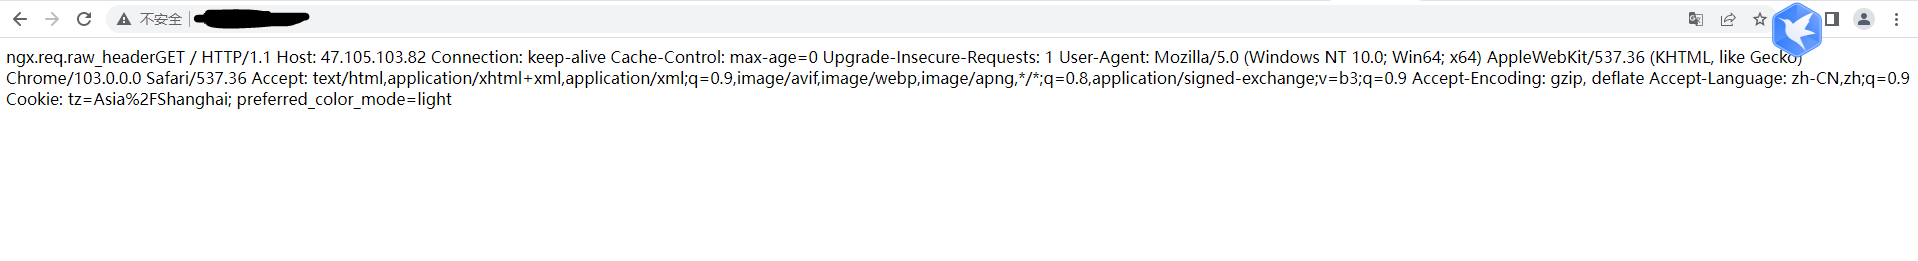 不安全
ngx.req.raw_headerGET / HTTP/1.1 Host: 47.105.103.82 Connection: keep-alive Cache-Control: max-age=0 Upgrade-Insecure-Requests: 1 User-Agent: Mozilla/5.0 (Windows NT 10.0; Win64; x64) AppleWebKit/537.36 (KHTML, like Gecko)
Chrome/103.0.0.0 Safari/537.36 Accept: text/html,application/xhtml+xml,application/xml;q=0.9,image/avif,image/webp,image/apng,*/*;q=0.8,application/signed-exchange;v=b3;q=0.9 Accept-Encoding: gzip, deflate Accept-Language: zh-CN,zh;q=0.9
Cookie: tz=Asia%2FShanghai; preferred_color_mode=light